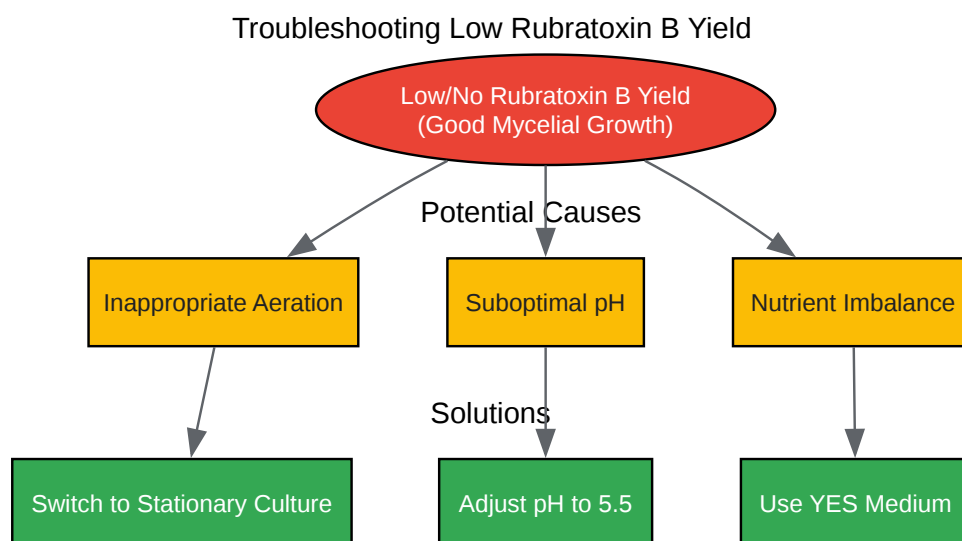 Troubleshooting Low Rubratoxin B Yield
Low/No Rubratoxin B Yield
(Good Mycelial Growth)
Potential Causes
Inappropriate Aeration
Suboptimal pH
Nutrient Imbalance
Solutions
Switch to Stationary Culture
Adjust pH to 5.5
Use YES Medium